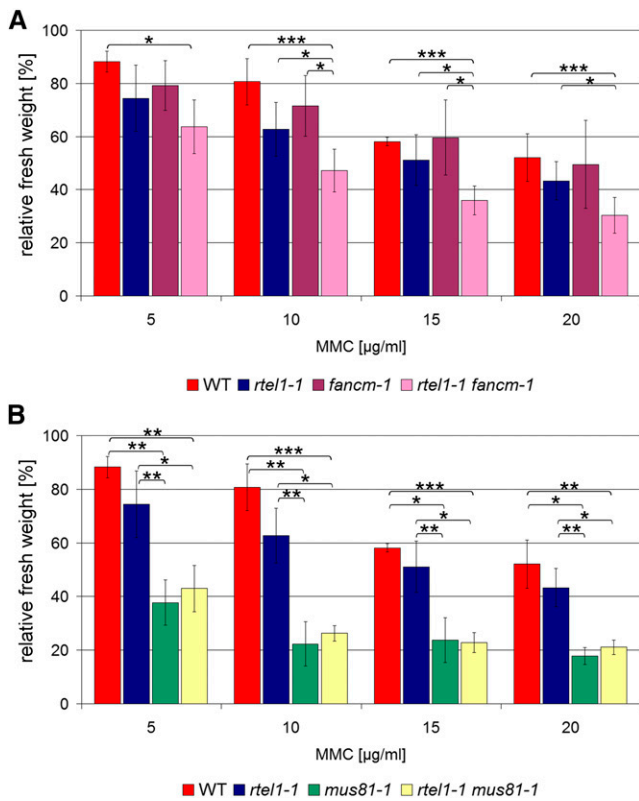 A
relative fresh weight [%]
100
80
60
40
20
0
* *** * * *** * * *** *
5 10 15 20
MMC [µg/ml]
WT rtel1-1 fancm-1 rtel1-1 fancm-1
B
relative fresh weight [%]
100
80
60
40
20
0
** ** * ** *** ** * ** *** * * ** ** * * **
5 10 15 20
MMC [µg/ml]
WT rtel1-1 mus81-1 rtel1-1 mus81-1